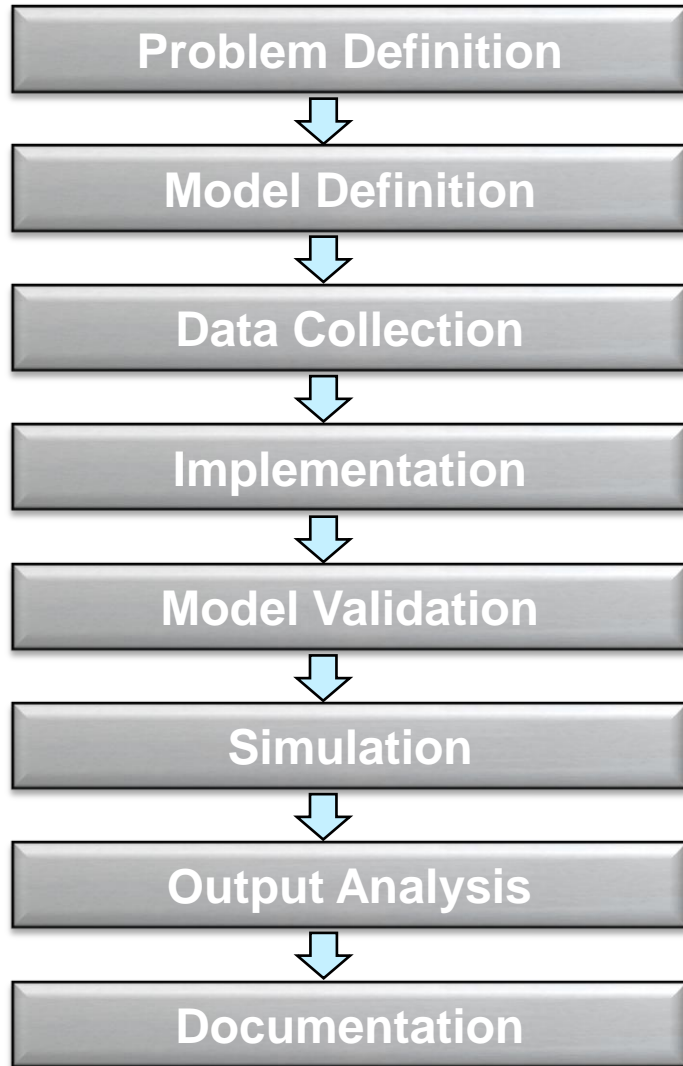 Problem Definition
Model Definition
Data Collection
Implementation
Model Validation
Simulation
Output Analysis
Documentation